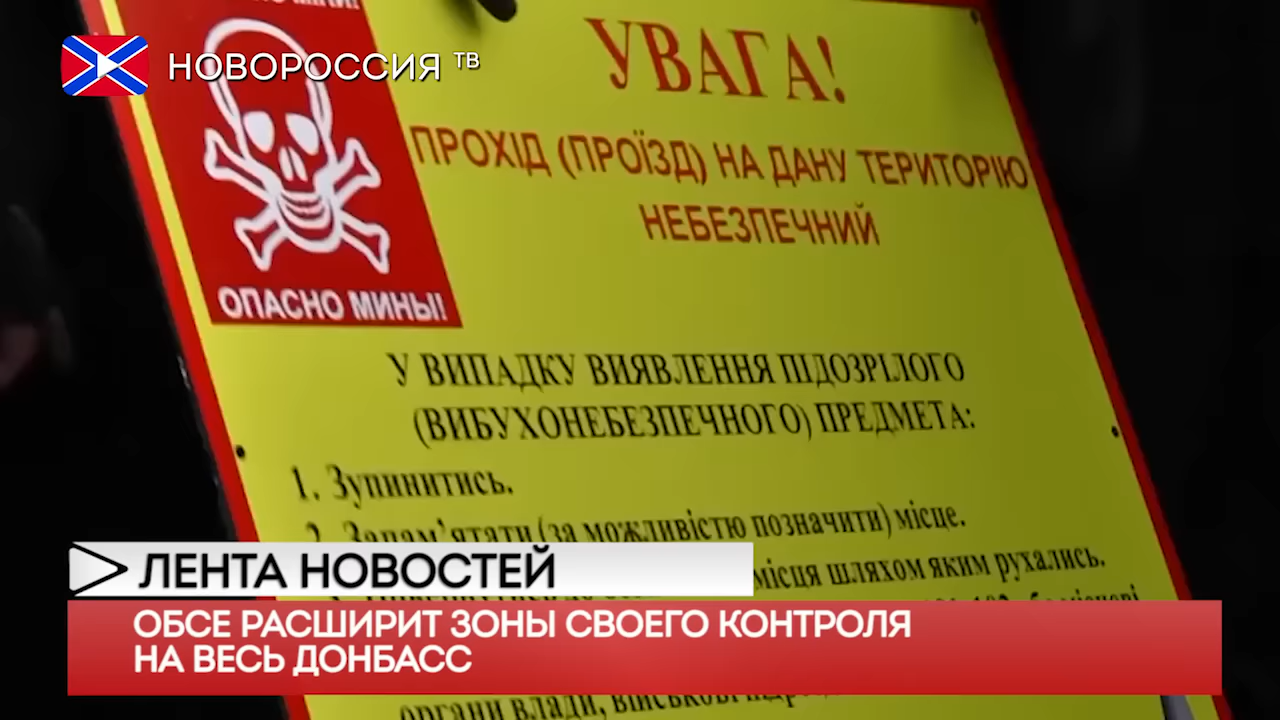 НОВОРОССИЯ ТВ
УВАГА!
ПРОХІД (ПРОЇЗД) НА ДАНУ ТЕРИТОРІЮ
НЕБЕЗПЕЧНИЙ
ОПАСНО МИНЫ!
У ВИПАДКУ ВИЯВЛЕННЯ ПІДОЗРІЛОГО
(ВИБУХОНЕБЕЗПЕЧНОГО) ПРЕДМЕТА:
1. Зупинитись.
2. Запам'ятати (за можливістю позначити) місце.
місця шляхом яким рухались.
ЛЕНТА НОВОСТЕЙ
ОБСЕ РАСШИРИТ ЗОНЫ СВОЕГО КОНТРОЛЯ
НА ВЕСЬ ДОНБАСС
органи влади, військові